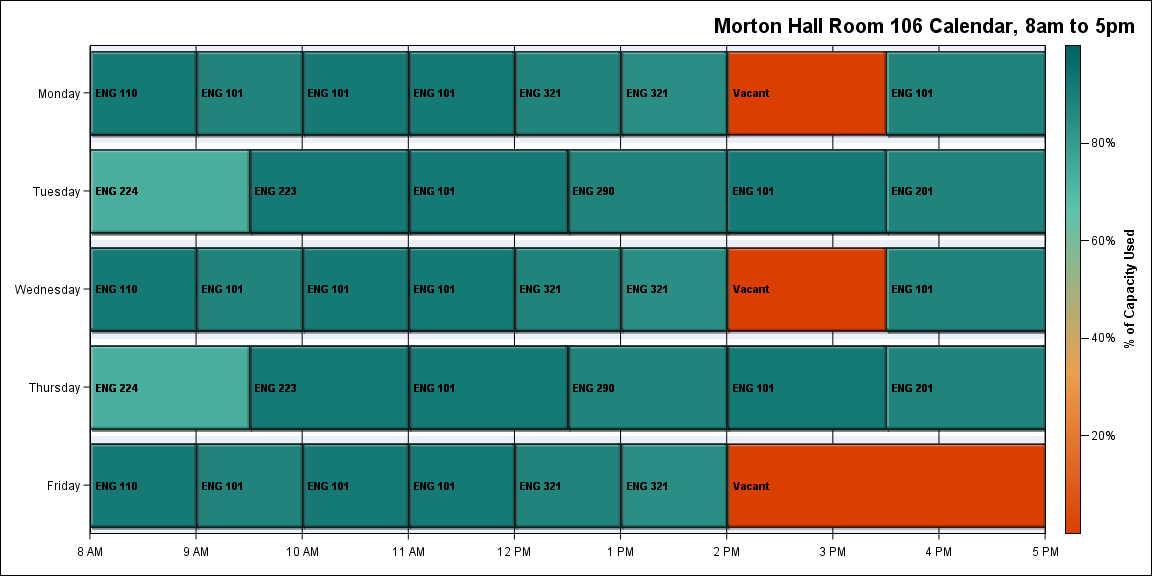 Morton Hall Room 106 Calendar, 8am to 5pm
Monday
ENG 110
ENG 101
ENG 101
ENG 101
ENG 321
ENG 321
Vacant
ENG 101
Tuesday
ENG 224
ENG 223
ENG 101
ENG 290
ENG 101
ENG 201
Wednesday
ENG 110
ENG 101
ENG 101
ENG 101
ENG 321
ENG 321
Vacant
ENG 101
Thursday
ENG 224
ENG 223
ENG 101
ENG 290
ENG 101
ENG 201
Friday
ENG 110
ENG 101
ENG 101
ENG 101
ENG 321
ENG 321
Vacant
8 AM
9 AM
10 AM
11 AM
12 PM
1 PM
2 PM
3 PM
4 PM
5 PM
80%
60%
40%
20%
% of Capacity Used